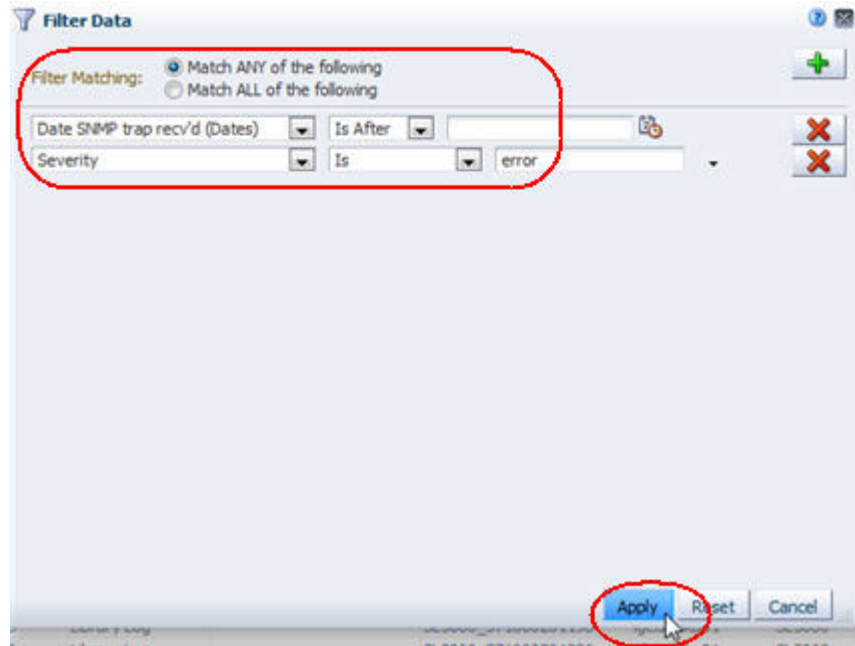 Filter Data
Filter Matching:
Match ANY of the following
Match ALL of the following
Date SNMP trap recv'd (Dates) Is After
Severity Is error
Apply Reset Cancel